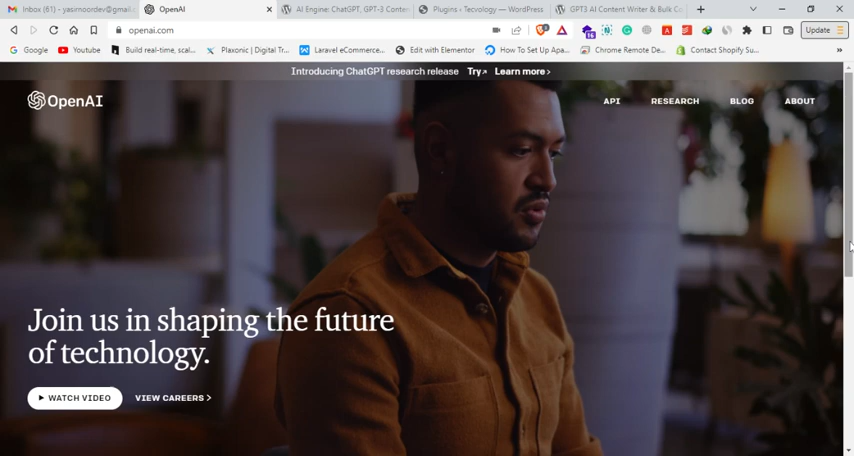 Inbox (61) - yasirnoordev@gmail.
OpenAI
AI Engine: ChatGPT, GPT-3 Conten
Plugins ‹ Tecvology — WordPress
GPT3 AI Content Writer & Bulk Co
openai.com
16
Update
Google
Youtube
Build real-time, scal...
Plaxonic | Digital Tr...
Laravel eCommerce...
Edit with Elementor
How To Set Up Apa...
Chrome Remote De...
Contact Shopify Su...
»
Introducing ChatGPT research release Try↗ Learn more ›
OpenAI
API
RESEARCH
BLOG
ABOUT
Join us in shaping the future
of technology.
WATCH VIDEO
VIEW CAREERS